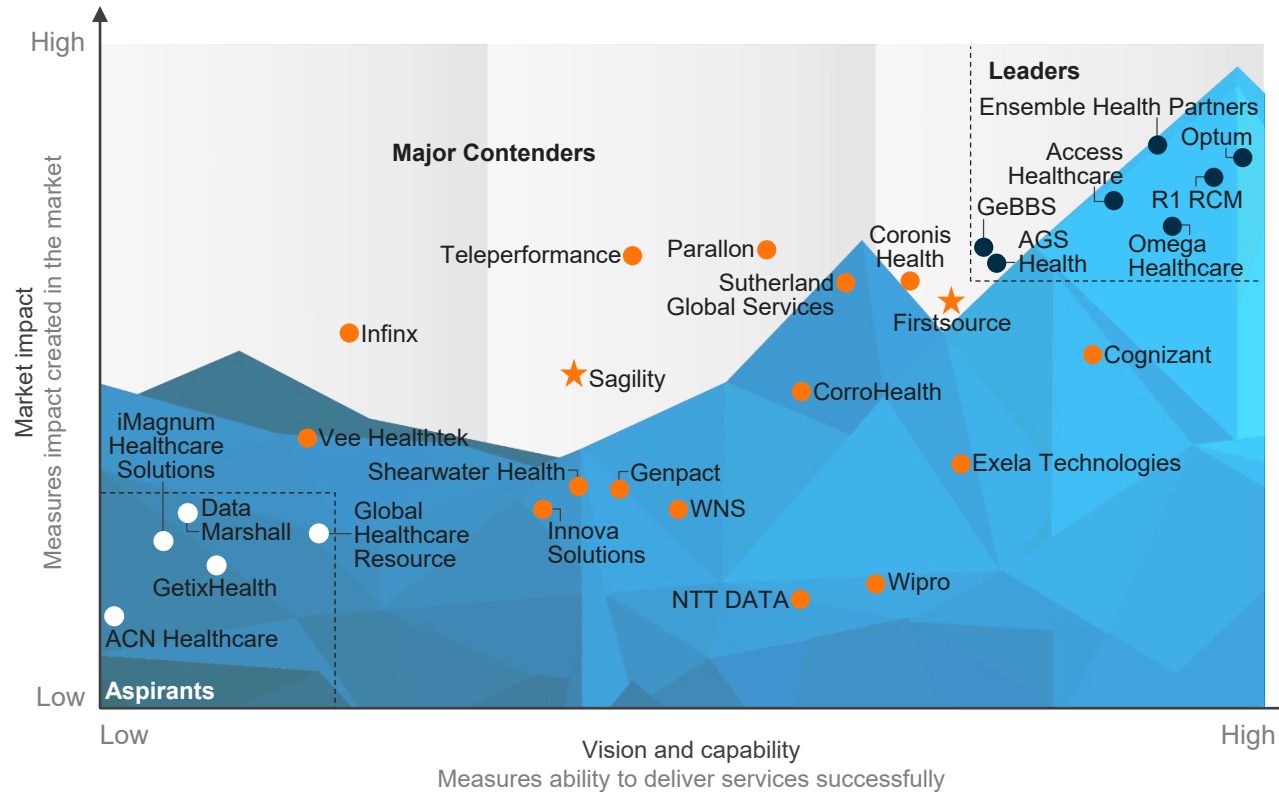 High
Leaders
Ensemble Health Partners
Optum
Major Contenders
Access
Healthcare
R1 RCM
GeBBS
Coronis
Health
AGS
Health
Omega
Healthcare
Teleperformance
Parallon
Sutherland
Global Services
Firstsource
Infinx
Cognizant
Sagility
CorroHealth
iMagnum
Healthcare
Solutions
Vee Healthtek
Shearwater Health
Genpact
Exela Technologies
Data
Marshall
Global
Healthcare
Resource
Innova
Solutions
WNS
GetixHealth
NTT DATA
Wipro
ACN Healthcare
Aspirants
Low
Market impact
Measures impact created in the market
Low
High
Vision and capability
Measures ability to deliver services successfully